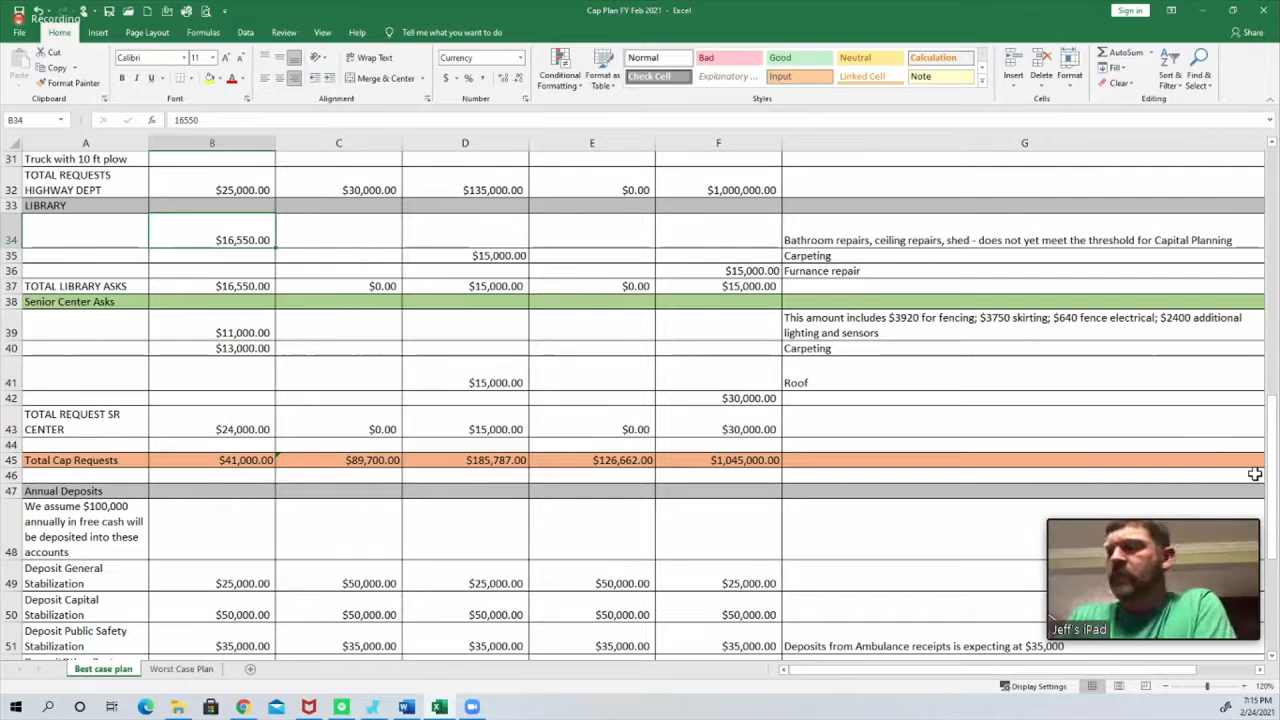 Recording
Cap Plan FY Feb 2021 - Excel
Sign in
File Home Insert Page Layout Formulas Data Review View Help Tell me what you want to do Share
Paste
Cut
Copy
Format Painter
Clipboard
Calibri 11
B I U
Font
Wrap Text
Merge & Center
Alignment
Currency
$ % ,
Number
Conditional Formatting
Format as Table
Normal Bad Good Neutral Calculation
Check Cell Explanatory ... Input Linked Cell Note
Styles
Insert Delete Format
Cells
AutoSum
Fill
Clear
Sort & Filter
Find & Select
Editing
B34 fx 16550
A B C D E F G
31 Truck with 10 ft plow
32 TOTAL REQUESTS HIGHWAY DEPT $25,000.00 $30,000.00 $135,000.00 $0.00 $1,000,000.00
33 LIBRARY
34 $16,550.00 Bathroom repairs, ceiling repairs, shed - does not yet meet the threshold for Capital Planning
35 $15,000.00 Carpeting
36 $15,000.00 Furnance repair
37 TOTAL LIBRARY ASKS $16,550.00 $0.00 $15,000.00 $0.00 $15,000.00
38 Senior Center Asks
39 $11,000.00 This amount includes $3920 for fencing; $3750 skirting; $640 fence electrical; $2400 additional
lighting and sensors
40 $13,000.00 Carpeting
41 $15,000.00 Roof
42 $30,000.00
43 TOTAL REQUEST SR CENTER $24,000.00 $0.00 $15,000.00 $0.00 $30,000.00
44
45 Total Cap Requests $41,000.00 $89,700.00 $185,787.00 $126,662.00 $1,045,000.00
46
47 Annual Deposits
48 We assume $100,000
annually in free cash will
be deposited into these
accounts
49 Deposit General Stabilization $25,000.00 $50,000.00 $25,000.00 $50,000.00 $25,000.00
50 Deposit Capital Stabilization $50,000.00 $50,000.00 $50,000.00 $50,000.00 $50,000.00
51 Deposit Public Safety Stabilization $35,000.00 $35,000.00 $35,000.00 $35,000.00 $35,000.00 Deposits from Ambulance receipts is expecting at $35,000
Jeff's iPad
Best case plan Worst Case Plan
Display Settings 120%
7:15 PM
2/24/2021